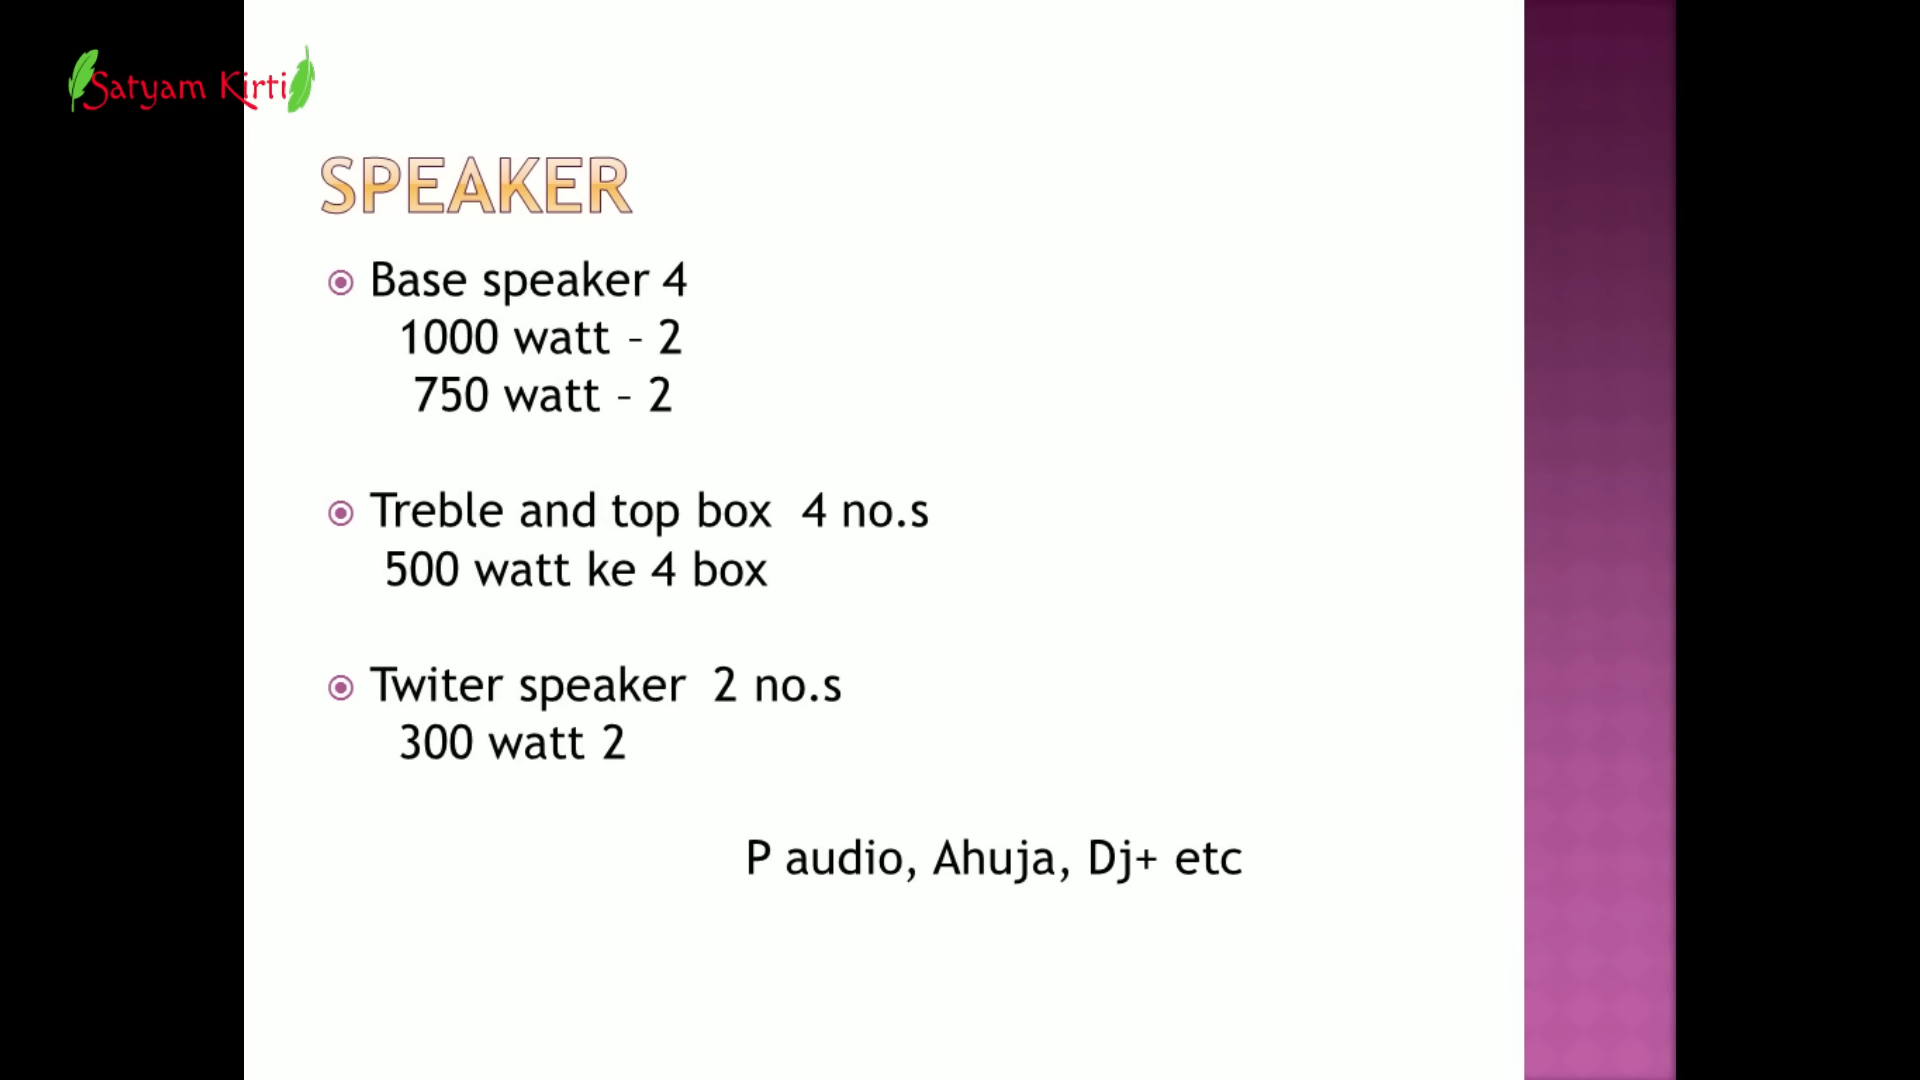 Satyam Kirti
SPEAKER
Base speaker 4
1000 watt - 2
750 watt - 2
Treble and top box 4 no.s
500 watt ke 4 box
Twiter speaker 2 no.s
300 watt 2
P audio, Ahuja, Dj+ etc